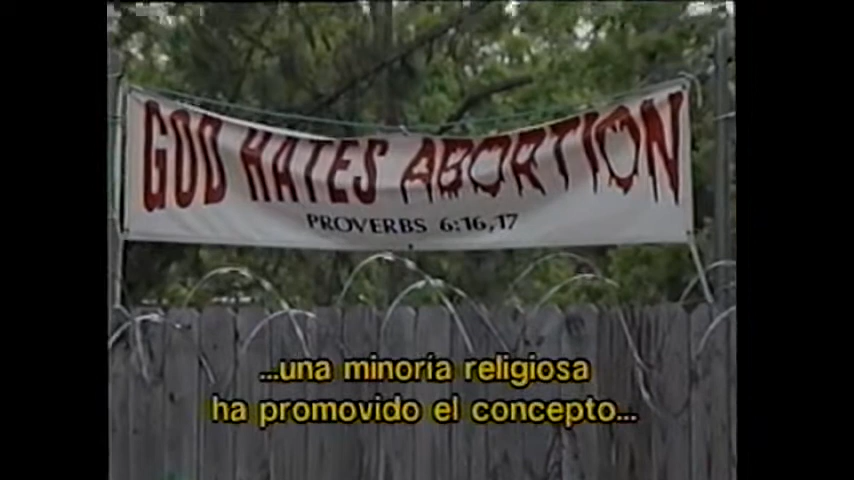 GOD HATES ABORTION
PROVERBS 6:16,17
...una minoría religiosa
ha promovido el concepto...